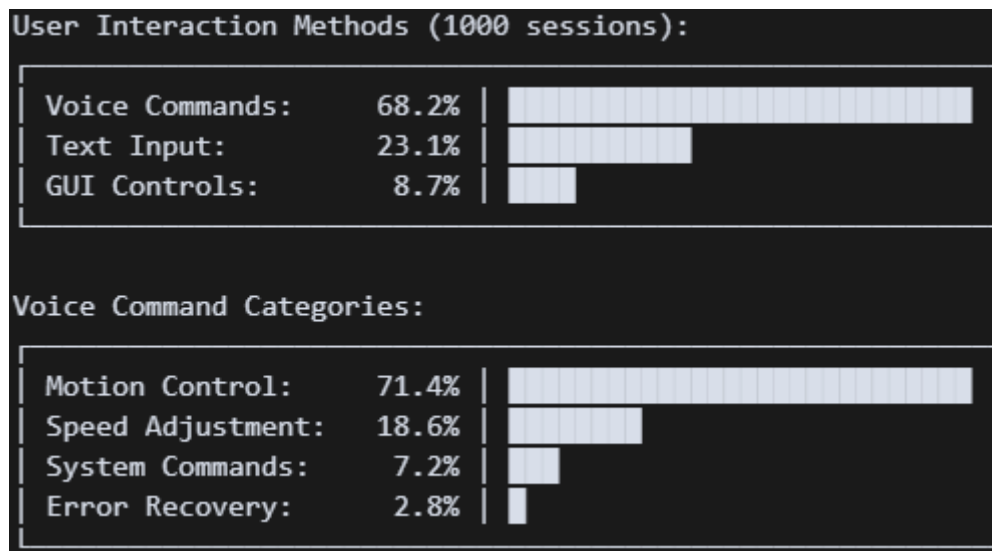 User Interaction Methods (1000 sessions):
Voice Commands: 68.2%
Text Input: 23.1%
GUI Controls: 8.7%
Voice Command Categories:
Motion Control: 71.4%
Speed Adjustment: 18.6%
System Commands: 7.2%
Error Recovery: 2.8%